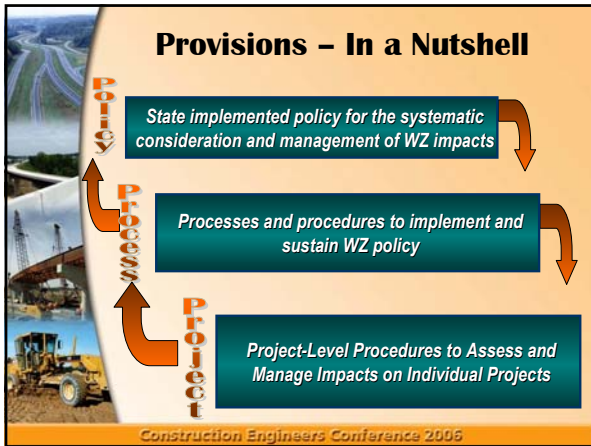 Provisions – In a Nutshell
Policy
State implemented policy for the systematic
consideration and management of WZ impacts
Process
Processes and procedures to implement and
sustain WZ policy
Project
Project-Level Procedures to Assess and
Manage Impacts on Individual Projects
Construction Engineers Conference 2006